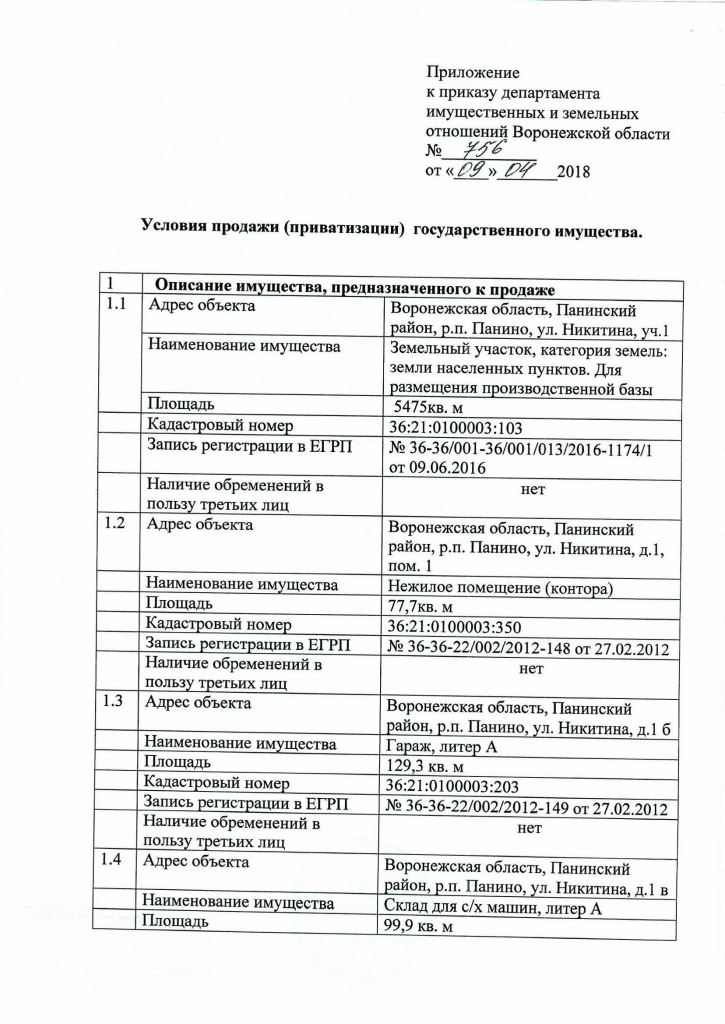 Приложение
к приказу департамента
имущественных и земельных
отношений Воронежской области
№ 756
от «09» 04 2018
Условия продажи (приватизации) государственного имущества.
1 Описание имущества, предназначенного к продаже
1.1 Адрес объекта Воронежская область, Панинский
район, р.п. Панино, ул. Никитина, уч.1
Наименование имущества Земельный участок, категория земель:
земли населенных пунктов. Для
размещения производственной базы
Площадь 5475кв. м
Кадастровый номер 36:21:0100003:103
Запись регистрации в ЕГРП № 36-36/001-36/001/013/2016-1174/1
от 09.06.2016
Наличие обременений в нет
пользу третьих лиц
1.2 Адрес объекта Воронежская область, Панинский
район, р.п. Панино, ул. Никитина, д.1,
пом. 1
Наименование имущества Нежилое помещение (контора)
Площадь 77,7кв. м
Кадастровый номер 36:21:0100003:350
Запись регистрации в ЕГРП № 36-36-22/002/2012-148 от 27.02.2012
Наличие обременений в нет
пользу третьих лиц
1.3 Адрес объекта Воронежская область, Панинский
район, р.п. Панино, ул. Никитина, д.1 б
Наименование имущества Гараж, литер А
Площадь 129,3 кв. м
Кадастровый номер 36:21:0100003:203
Запись регистрации в ЕГРП № 36-36-22/002/2012-149 от 27.02.2012
Наличие обременений в нет
пользу третьих лиц
1.4 Адрес объекта Воронежская область, Панинский
район, р.п. Панино, ул. Никитина, д.1 в
Наименование имущества Склад для с/х машин, литер А
Площадь 99,9 кв. м